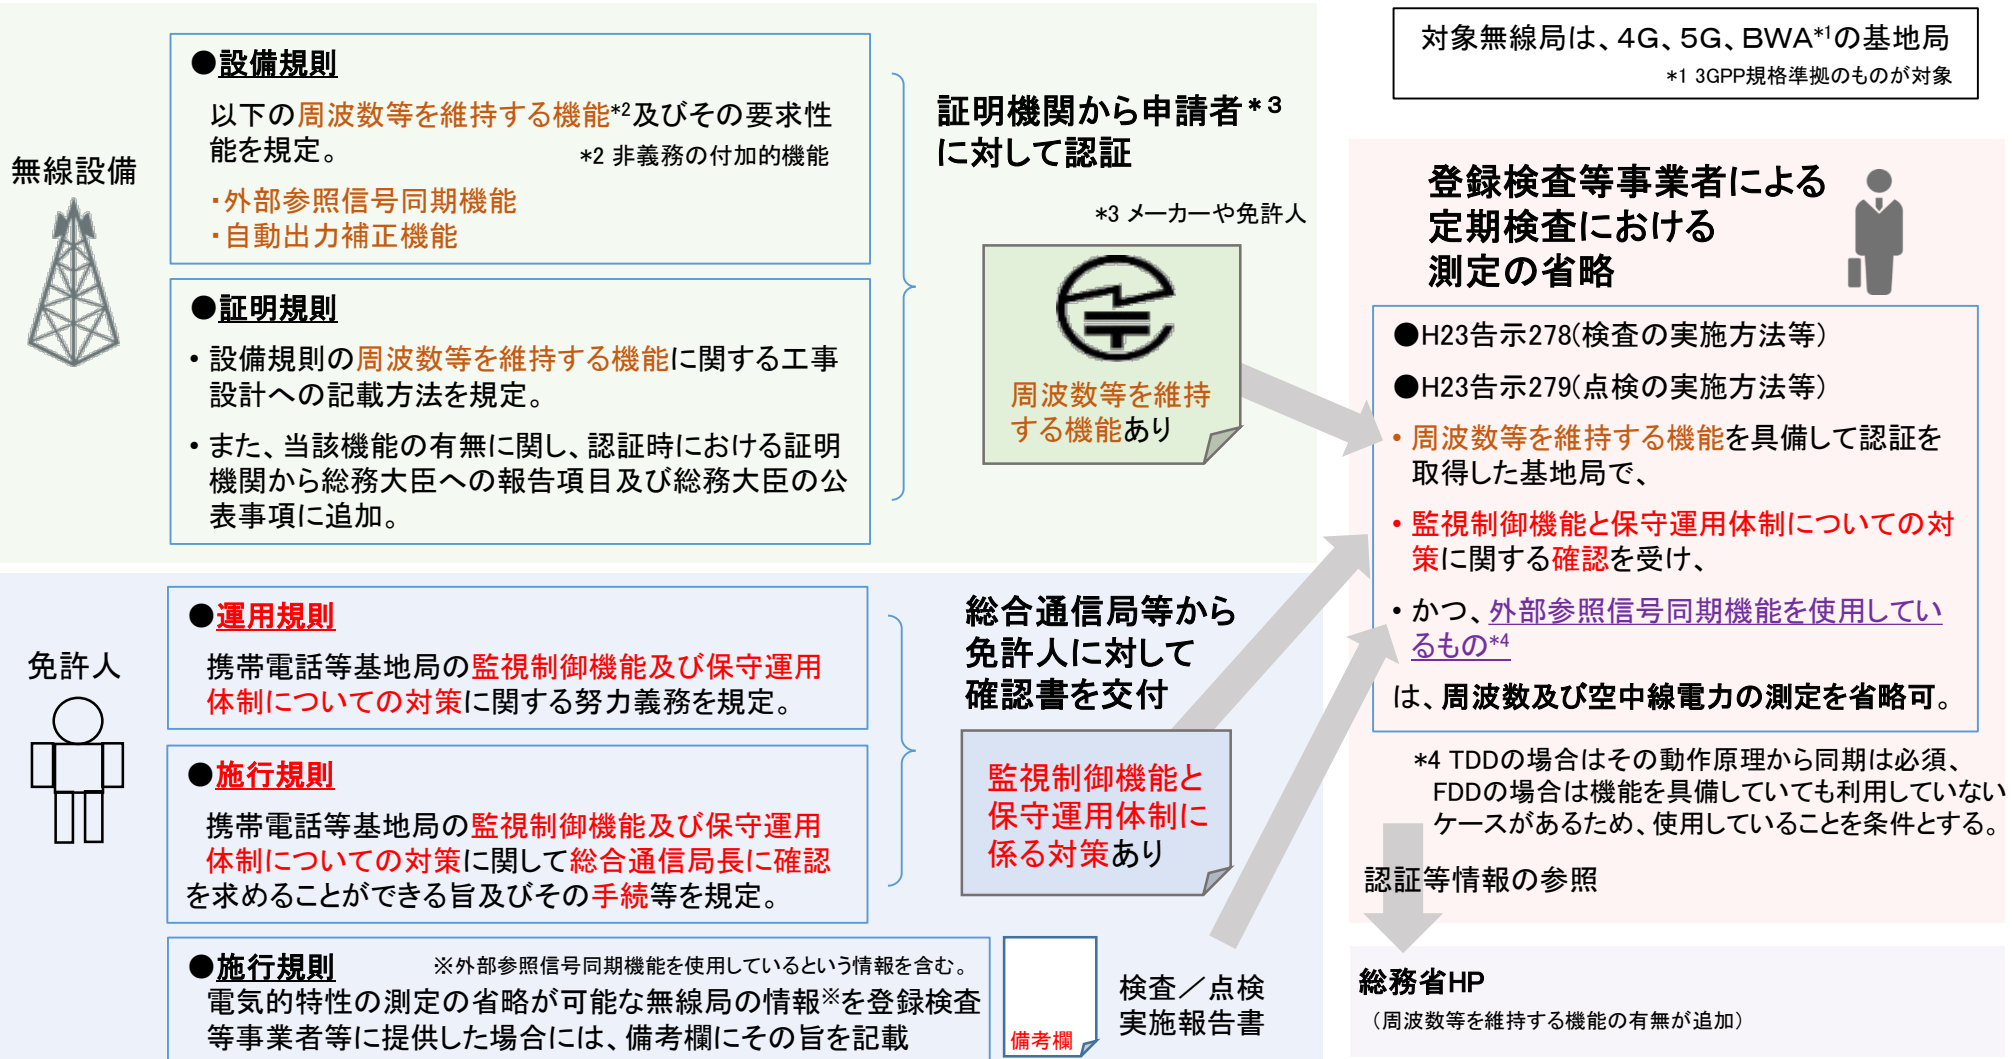 無線設備
●設備規則
以下の周波数等を維持する機能*2及びその要求性
能を規定。
*2 非義務の付加的機能
・外部参照信号同期機能
・自動出力補正機能
●証明規則
• 設備規則の周波数等を維持する機能に関する工事
設計への記載方法を規定。
• また、当該機能の有無に関し、認証時における証明
機関から総務大臣への報告項目及び総務大臣の公
表事項に追加。
証明機関から申請者*3
に対して認証
*3 メーカーや免許人
周波数等を維持
する機能あり
免許人
●運用規則
携帯電話等基地局の監視制御機能及び保守運用
体制についての対策に関する努力義務を規定。
●施行規則
携帯電話等基地局の監視制御機能及び保守運用
体制についての対策に関して総合通信局長に確認
を求めることができる旨及びその手続等を規定。
●施行規則
※外部参照信号同期機能を使用しているという情報を含む。
電気的特性の測定の省略が可能な無線局の情報※を登録検査
等事業者等に提供した場合には、備考欄にその旨を記載
総合通信局等から
免許人に対して
確認書を交付
監視制御機能と
保守運用体制に
係る対策あり
備考欄
検査／点検
実施報告書
対象無線局は、4G、5G、BWA*1の基地局
*1 3GPP規格準拠のものが対象
登録検査等事業者による
定期検査における
測定の省略
●H23告示278(検査の実施方法等)
●H23告示279(点検の実施方法等)
• 周波数等を維持する機能を具備して認証を
取得した基地局で、
• 監視制御機能と保守運用体制についての対
策に関する確認を受け、
• かつ、外部参照信号同期機能を使用してい
るもの*4
は、周波数及び空中線電力の測定を省略可。
*4 TDDの場合はその動作原理から同期は必須、
FDDの場合は機能を具備していても利用していない
ケースがあるため、使用していることを条件とする。
認証等情報の参照
総務省HP
（周波数等を維持する機能の有無が追加）